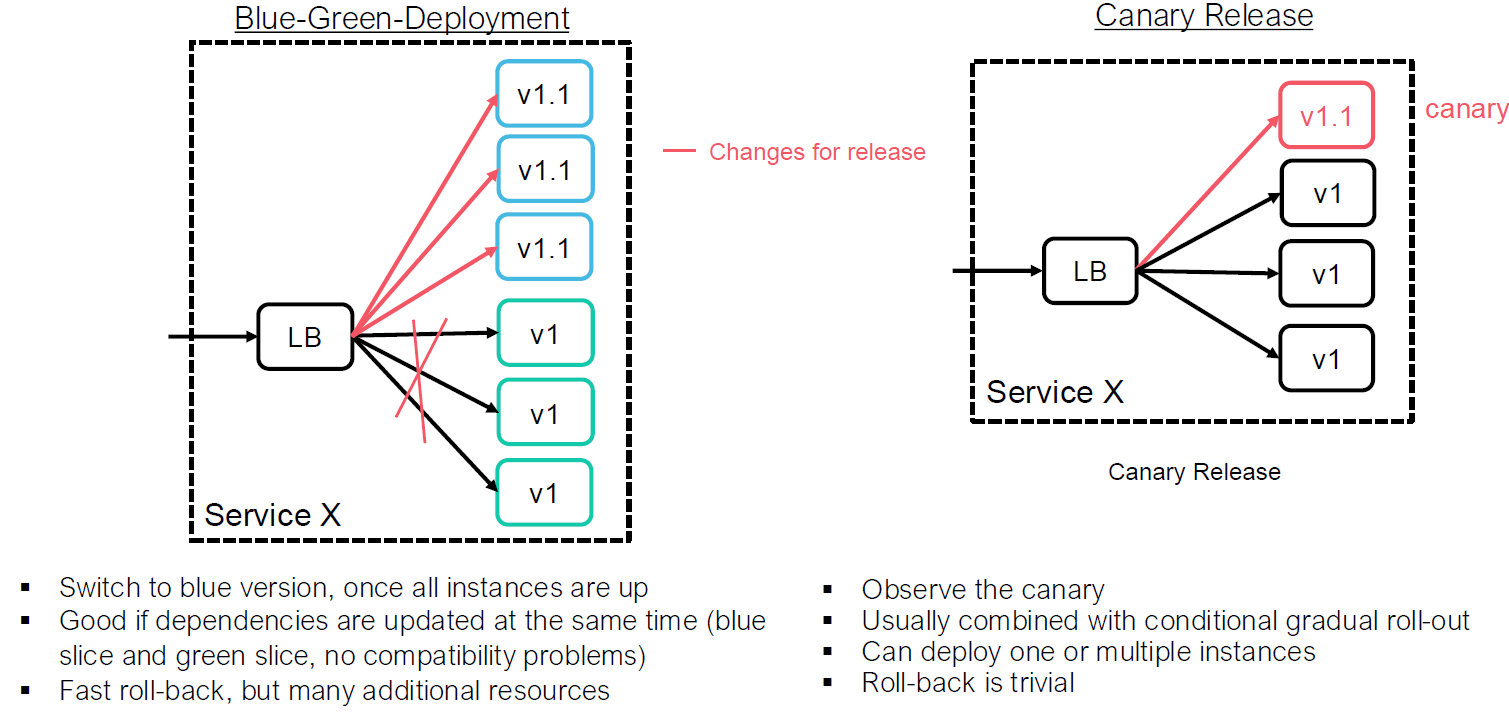 Blue-Green-Deployment
v1.1
v1.1
v1.1
Changes for release
LB
v1
v1
v1
Service X
▪ Switch to blue version, once all instances are up
▪ Good if dependencies are updated at the same time (blue
slice and green slice, no compatibility problems)
▪ Fast roll-back, but many additional resources
Canary Release
v1.1
canary
v1
LB
v1
v1
Service X
Canary Release
▪ Observe the canary
▪ Usually combined with conditional gradual roll-out
▪ Can deploy one or multiple instances
▪ Roll-back is trivial